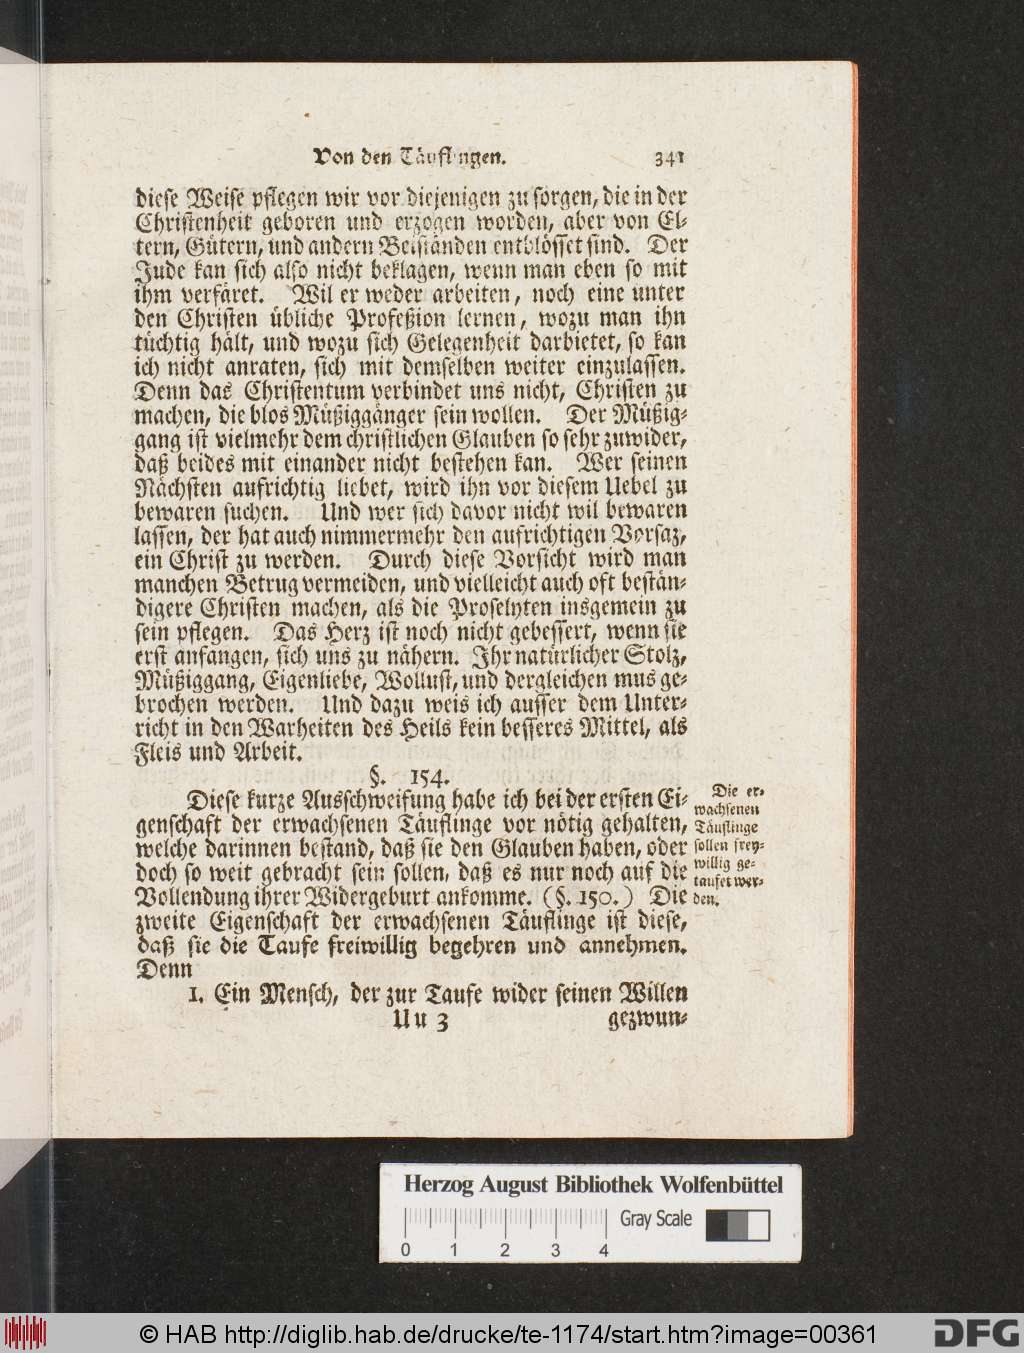 Von den Täuflingen. 341
diese Weise pflegen wir vor diejenigen zu sorgen, die in der
Christenheit geboren und erzogen worden, aber von El-
tern, Gütern, und andern Beiständen entblösset sind. Der
Jude kan sich also nicht beklagen, wenn man eben so mit
ihm verfäret. Wil er weder arbeiten, noch eine unter
den Christen übliche Profeßion lernen, wozu man ihn
tüchtig hält, und wozu sich Gelegenheit darbietet, so kan
ich nicht anraten, sich mit demselben weiter einzulassen.
Denn das Christentum verbindet uns nicht, Christen zu
machen, die blos Müßiggänger sein wollen. Der Müßig-
gang ist vielmehr dem christlichen Glauben so sehr zuwider,
daß beides mit einander nicht bestehen kan. Wer seinen
Nächsten aufrichtig liebet, wird ihn vor diesem Uebel zu
bewaren suchen. Und wer sich davor nicht wil bewaren
lassen, der hat auch nimmermehr den aufrichtigen Vorsaz,
ein Christ zu werden. Durch diese Vorsicht wird man
manchen Betrug vermeiden, und vielleicht auch oft bestän-
digere Christen machen, als die Proselyten insgemein zu
sein pflegen. Das Herz ist noch nicht gebessert, wenn sie
erst anfangen, sich uns zu nähern. Ihr natürlicher Stolz,
Müßiggang, Eigenliebe, Wollust, und dergleichen mus ge-
brochen werden. Und dazu weis ich ausser dem Unter-
richt in den Warheiten des Heils kein besseres Mittel, als
Fleis und Arbeit.
§. 154.
Diese kurze Ausschweifung habe ich bei der ersten Ei-
genschaft der erwachsenen Täuflinge vor nötig gehalten,
welche darinnen bestand, daß sie den Glauben haben, oder
doch so weit gebracht sein sollen, daß es nur noch auf die
Vollendung ihrer Widergeburt ankomme. (§. 150.) Die
zweite Eigenschaft der erwachsenen Täuflinge ist diese,
daß sie die Taufe freiwillig begehren und annehmen.
Denn
1. Ein Mensch, der zur Taufe wider seinen Willen
Uu 3 gezwun-
Die er-
wachsenen
Täuflinge
sollen frey-
willig ge-
taufet wer-
den.
Herzog August Bibliothek Wolfenbüttel
Gray Scale
0 1 2 3 4
© HAB http://diglib.hab.de/drucke/te-1174/start.htm?image=00361
DFG